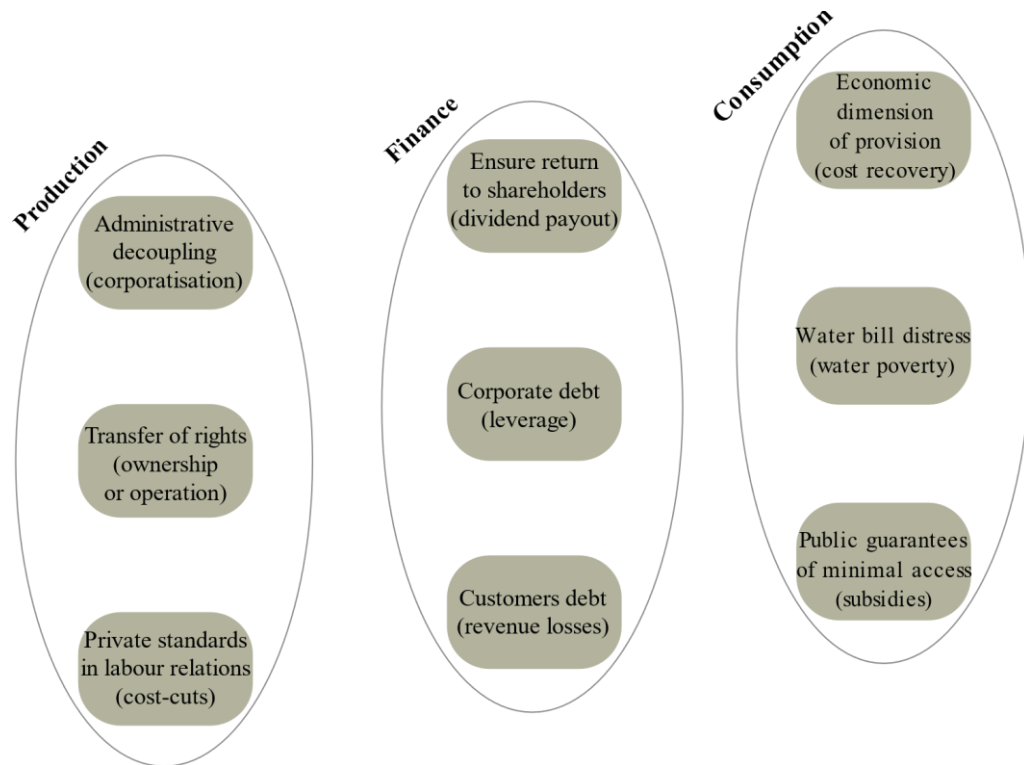 Production
Administrative
decoupling
(corporatisation)
Transfer of rights
(ownership
or operation)
Private standards
in labour relations
(cost-cuts)
Finance
Ensure return
to shareholders
(dividend payout)
Corporate debt
(leverage)
Customers debt
(revenue losses)
Consumption
Economic
dimension
of provision
(cost recovery)
Water bill distress
(water poverty)
Public guarantees
of minimal access
(subsidies)